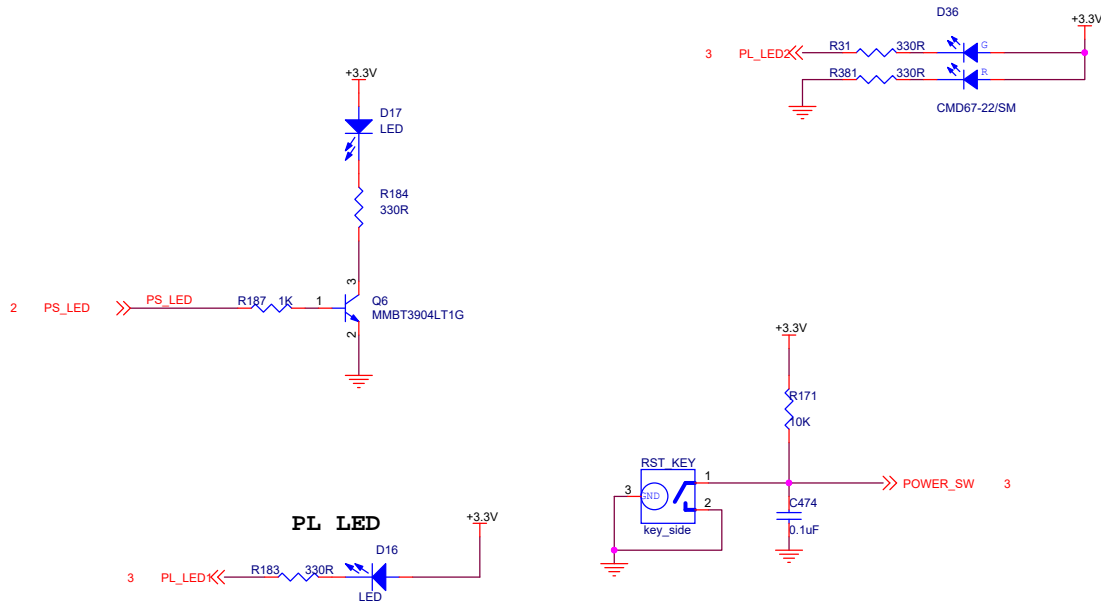 D36
+3.3V
3 PL_LED2 R31 330R G
R381 330R R
CMD67-22/SM
+3.3V
D17
LED
R184
330R
3
2 PS_LED PS_LED R187 1K 1 Q6
MMBT3904LT1G
2
+3.3V
R171
10K
RST_KEY
1
3 GND POWER_SW 3
2
C474
key_side 0.1uF
PL LED +3.3V
D16
3 PL_LED1 R183 330R
LED